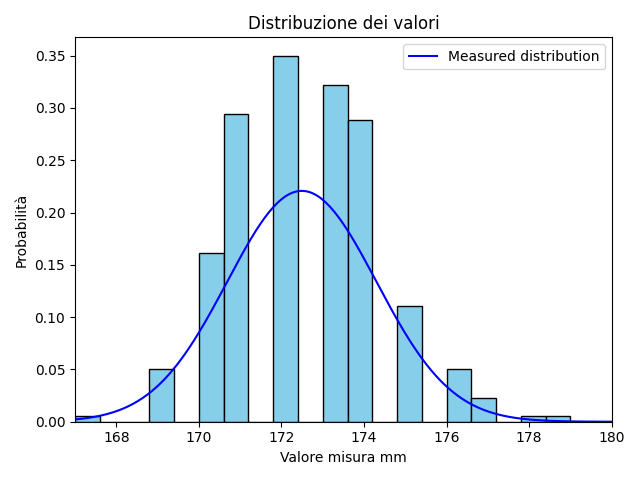 Distribuzione dei valori
Measured distribution
0.35
0.30
0.25
0.20
0.15
0.10
0.05
0.00
Probabilità
168 170 172 174 176 178 180
Valore misura mm